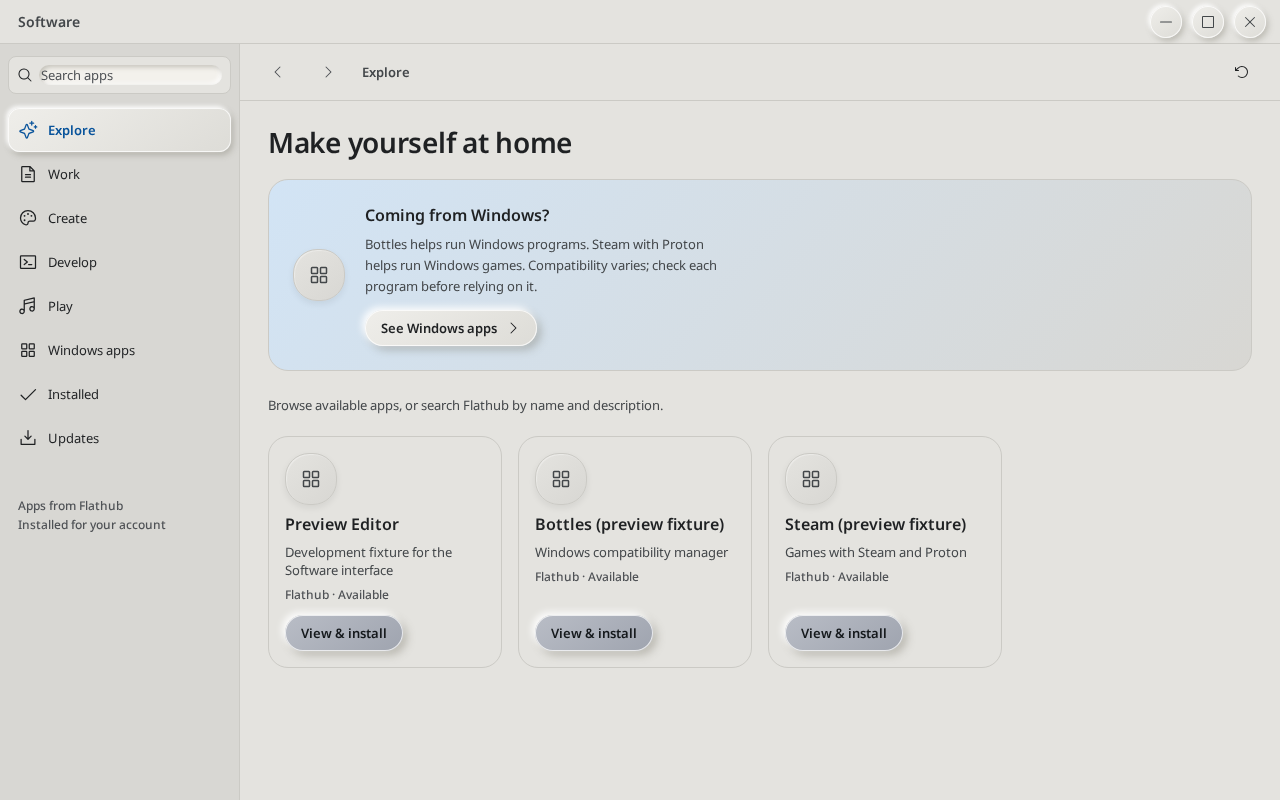 Software
Search apps
Explore
Work
Create
Develop
Play
Windows apps
Installed
Updates
Apps from Flathub
Installed for your account
Explore
Make yourself at home
Coming from Windows?
Bottles helps run Windows programs. Steam with Proton
helps run Windows games. Compatibility varies; check each
program before relying on it.
See Windows apps
Browse available apps, or search Flathub by name and description.
Preview Editor
Development fixture for the
Software interface
Flathub · Available
View & install
Bottles (preview fixture)
Windows compatibility manager
Flathub · Available
View & install
Steam (preview fixture)
Games with Steam and Proton
Flathub · Available
View & install